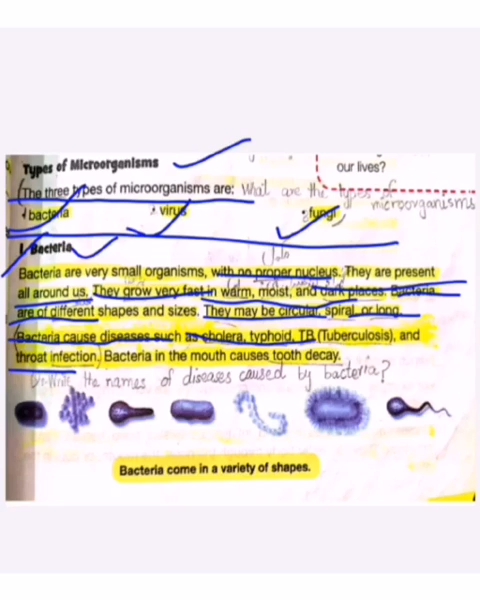 Types of Microorganisms
our lives?
The three types of microorganisms are: What are the types of microorganisms
bacteria virus fungi
1. Bacteria
Bacteria are very small organisms, with no proper nucleus. They are present
all around us. They grow very fast in warm, moist, and dark places. Bacteria
are of different shapes and sizes. They may be circular, spiral, or long.
Bacteria cause diseases such as cholera, typhoid, TB (Tuberculosis), and
throat infection. Bacteria in the mouth causes tooth decay.
Write the names of diseases caused by bacteria?
Bacteria come in a variety of shapes.